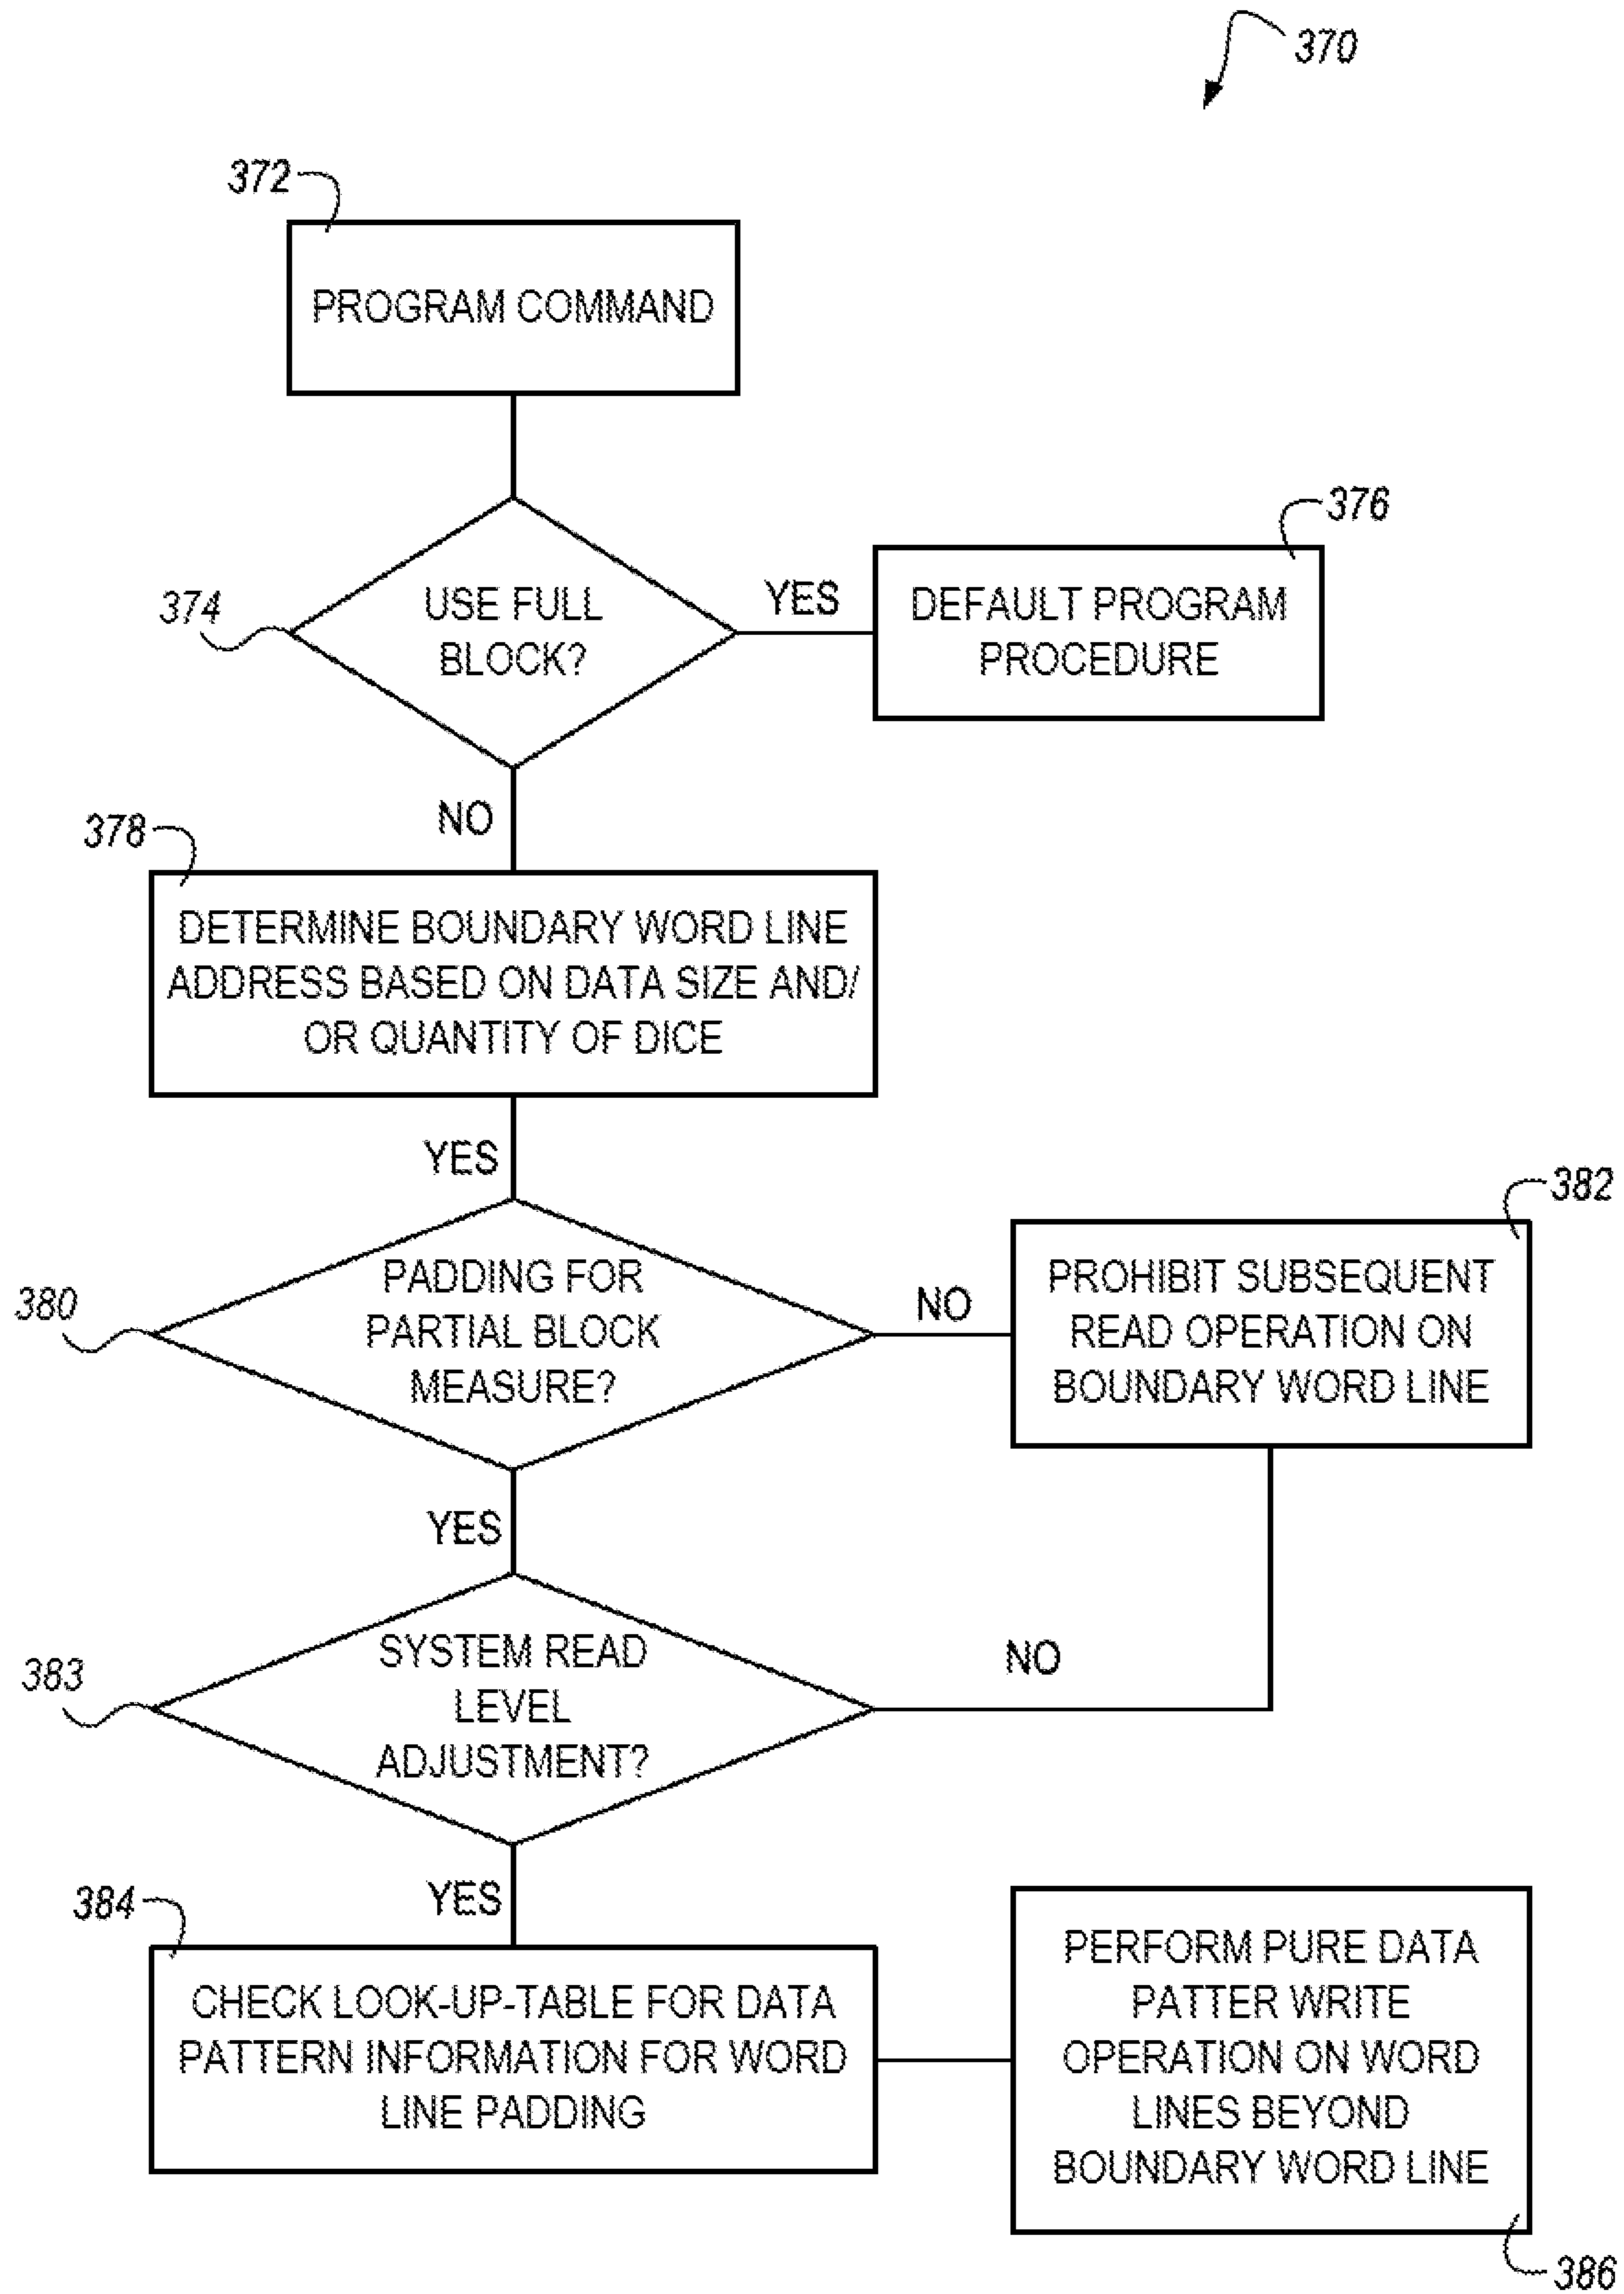 370
372
PROGRAM COMMAND
374
USE FULL
BLOCK?
YES
376
DEFAULT PROGRAM
PROCEDURE
NO
378
DETERMINE BOUNDARY WORD LINE
ADDRESS BASED ON DATA SIZE AND/
OR QUANTITY OF DICE
YES
380
PADDING FOR
PARTIAL BLOCK
MEASURE?
NO
382
PROHIBIT SUBSEQUENT
READ OPERATION ON
BOUNDARY WORD LINE
YES
383
SYSTEM READ
LEVEL
ADJUSTMENT?
NO
YES
384
CHECK LOOK-UP-TABLE FOR DATA
PATTERN INFORMATION FOR WORD
LINE PADDING
PERFORM PURE DATA
PATTER WRITE
OPERATION ON WORD
LINES BEYOND
BOUNDARY WORD LINE
386